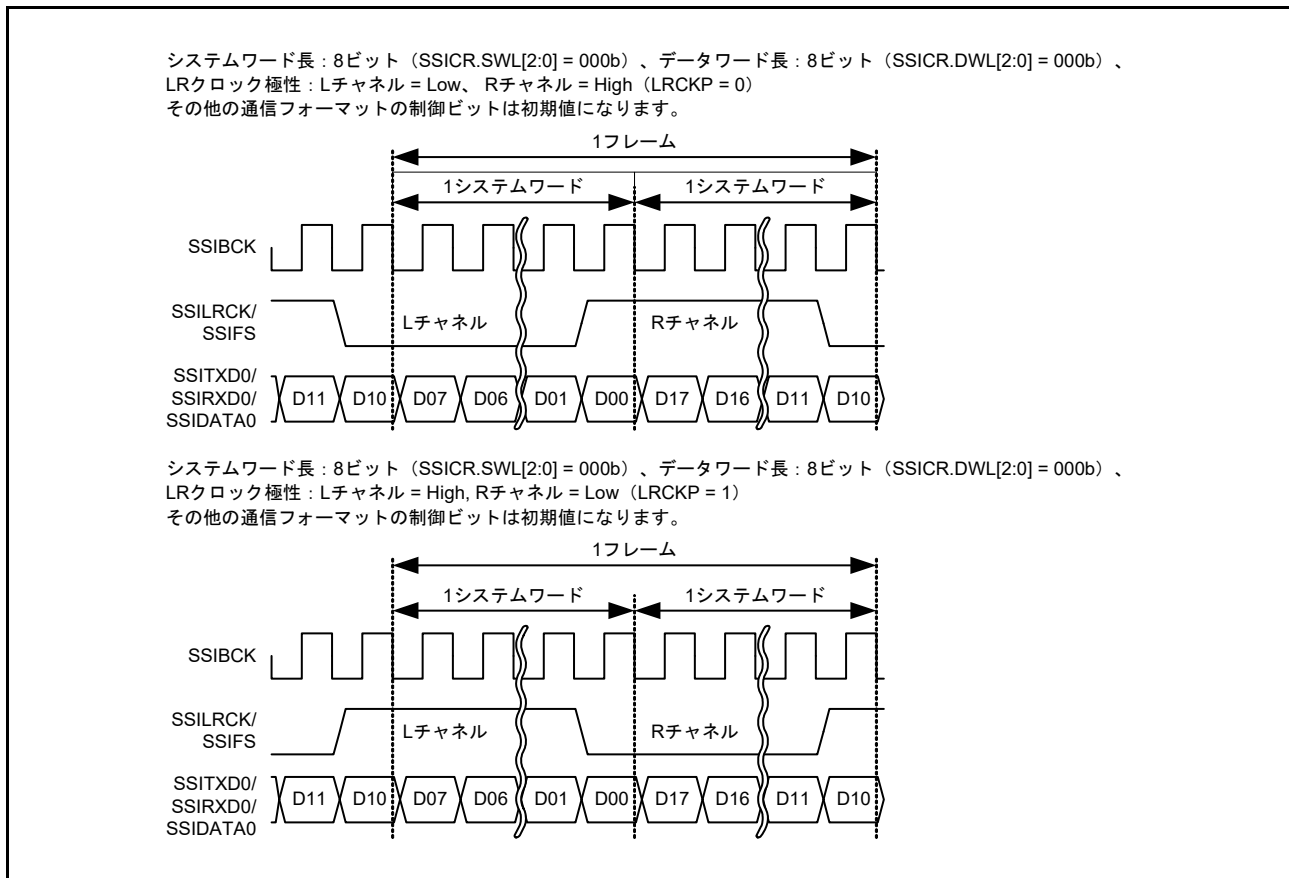 システムワード長：8ビット（SSICR.SWL[2:0] = 000b）、データワード長：8ビット（SSICR.DWL[2:0] = 000b）、
LRクロック極性：Lチャネル = Low、 Rチャネル = High（LRCKP = 0）
その他の通信フォーマットの制御ビットは初期値になります。
1フレーム
1システムワード 1システムワード
SSIBCK
SSILRCK/
SSIFS
Lチャネル Rチャネル
SSITXD0/
SSIRXD0/
SSIDATA0
D11 D10 D07 D06 D01 D00 D17 D16 D11 D10
システムワード長：8ビット（SSICR.SWL[2:0] = 000b）、データワード長：8ビット（SSICR.DWL[2:0] = 000b）、
LRクロック極性：Lチャネル = High, Rチャネル = Low（LRCKP = 1）
その他の通信フォーマットの制御ビットは初期値になります。
1フレーム
1システムワード 1システムワード
SSIBCK
SSILRCK/
SSIFS
Lチャネル Rチャネル
SSITXD0/
SSIRXD0/
SSIDATA0
D11 D10 D07 D06 D01 D00 D17 D16 D11 D10